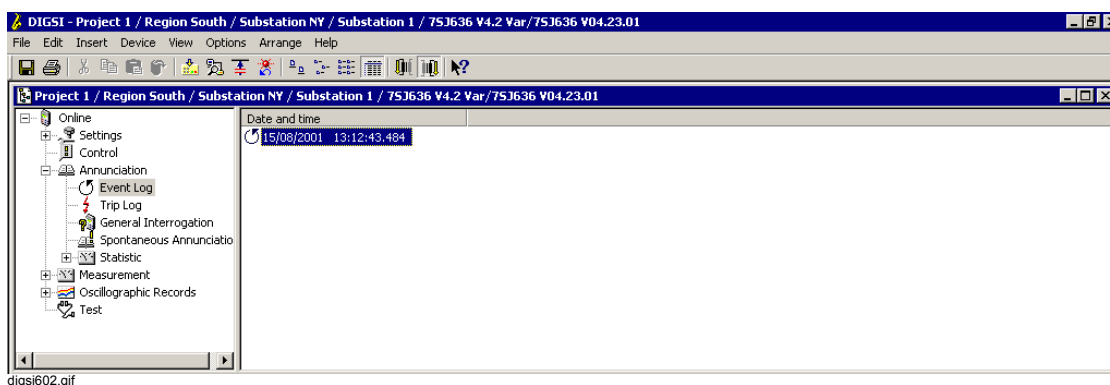 DIGSI - Project 1 / Region South / Substation NY / Substation 1 / 7SJ636 V4.2 Var/7SJ636 V04.23.01
File Edit Insert Device View Options Arrange Help
Project 1 / Region South / Substation NY / Substation 1 / 7SJ636 V4.2 Var/7SJ636 V04.23.01
Online
Settings
Control
Annunciation
Event Log
Trip Log
General Interrogation
Spontaneous Annunciatio
Statistic
Measurement
Oscillographic Records
Test
Date and time
15/08/2001 13:12:43.484
digsi602.gif